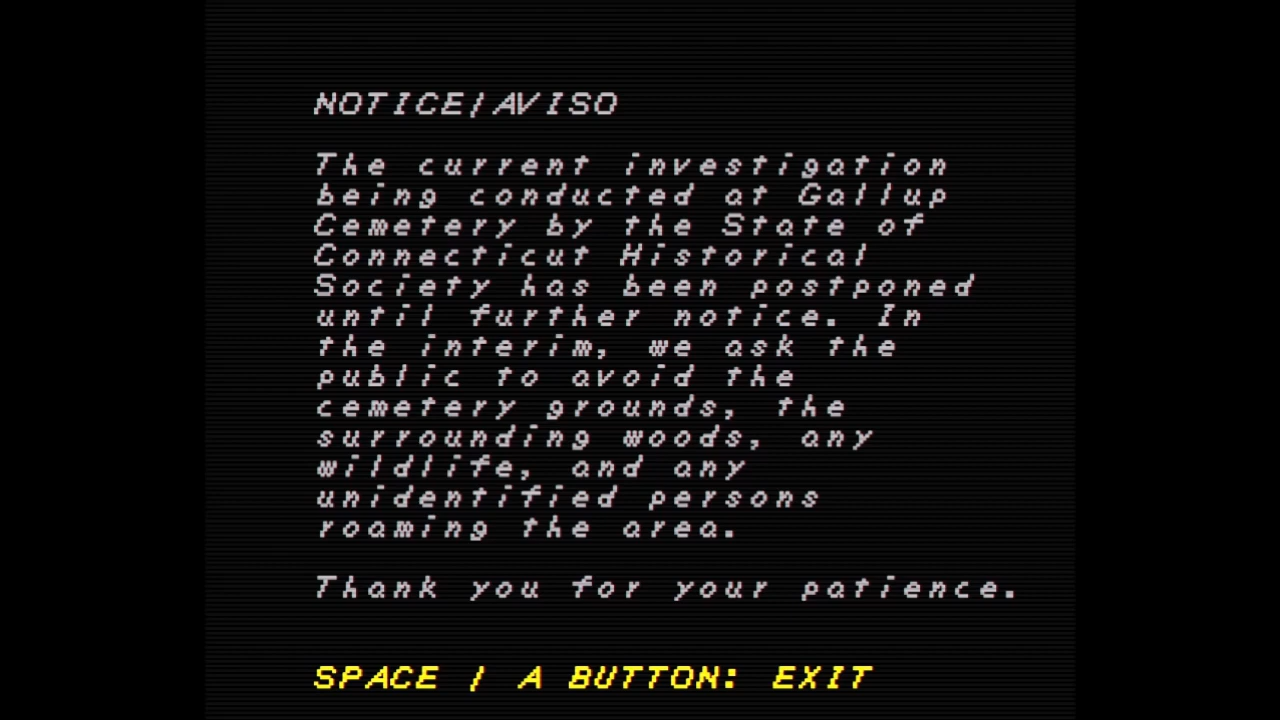 NOTICE/AVISO
The current investigation
being conducted at Gallup
Cemetery by the State of
Connecticut Historical
Society has been postponed
until further notice. In
the interim, we ask the
public to avoid the
cemetery grounds, the
surrounding woods, any
wildlife, and any
unidentified persons
roaming the area.
Thank you for your patience.
SPACE / A BUTTON: EXIT